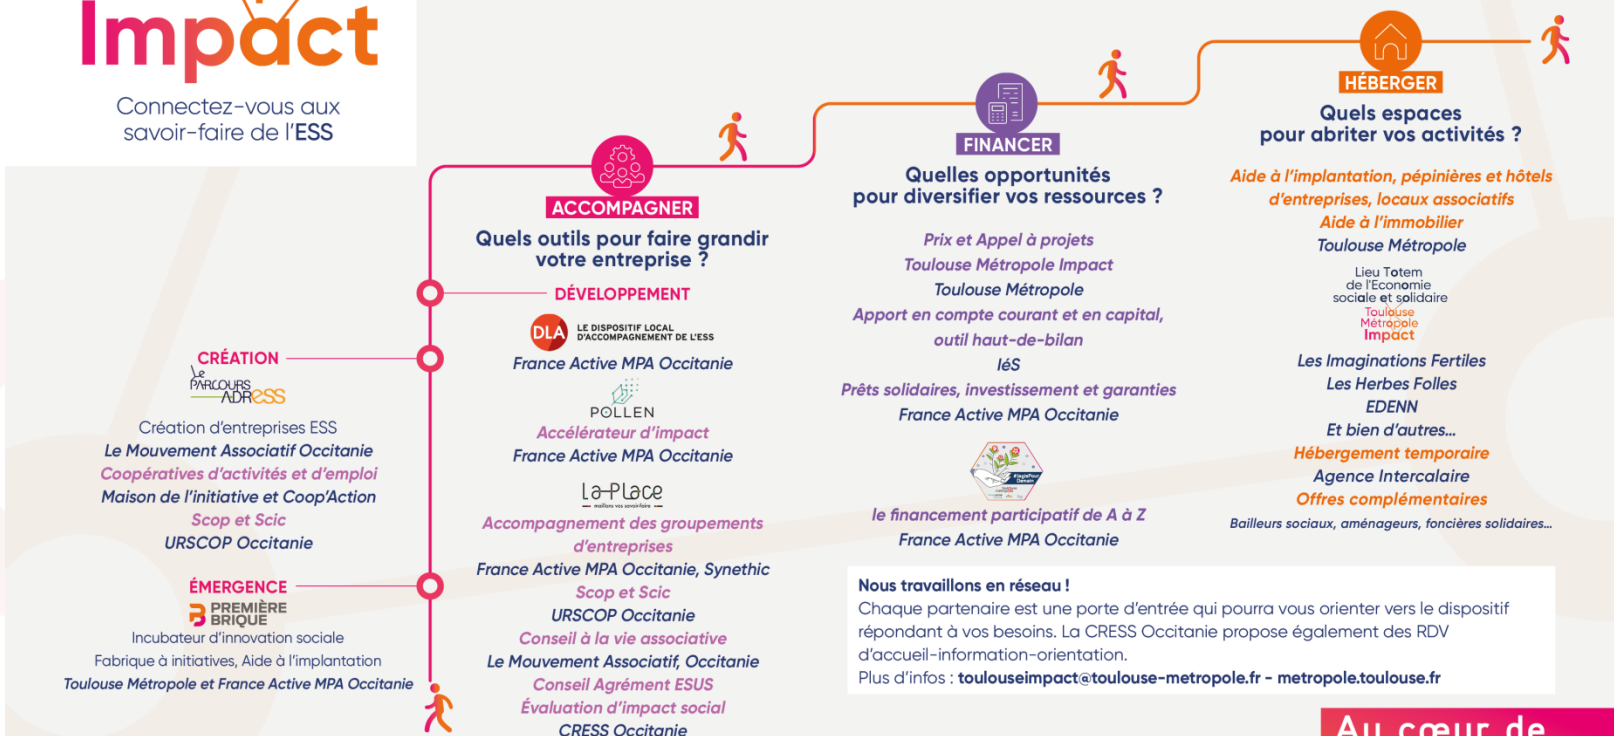 Impact
Connectez-vous aux
savoir-faire de l'ESS
CRÉATION
Le
PARCOURS
ADRESS
Création d'entreprises ESS
Le Mouvement Associatif Occitanie
Coopératives d'activités et d'emploi
Maison de l'initiative et Coop'Action
Scop et Scic
URSCOP Occitanie
ÉMERGENCE
PREMIÈRE
BRIQUE
Incubateur d'innovation sociale
Fabrique à initiatives, Aide à l'implantation
Toulouse Métropole et France Active MPA Occitanie
ACCOMPAGNER
Quels outils pour faire grandir
votre entreprise ?
DÉVELOPPEMENT
DLA
LE DISPOSITIF LOCAL
D'ACCOMPAGNEMENT DE L'ESS
France Active MPA Occitanie
POLLEN
Accélérateur d'impact
France Active MPA Occitanie
La Place
maillons vos savoir-faire
Accompagnement des groupements
d'entreprises
France Active MPA Occitanie, Synethic
Scop et Scic
URSCOP Occitanie
Conseil à la vie associative
Le Mouvement Associatif, Occitanie
Conseil Agrément ESUS
Évaluation d'impact social
CRESS Occitanie
FINANCER
Quelles opportunités
pour diversifier vos ressources ?
Prix et Appel à projets
Toulouse Métropole Impact
Toulouse Métropole
Apport en compte courant et en capital,
outil haut-de-bilan
IéS
Prêts solidaires, investissement et garanties
France Active MPA Occitanie
le financement participatif de A à Z
France Active MPA Occitanie
HÉBERGER
Quels espaces
pour abriter vos activités ?
Aide à l'implantation, pépinières et hôtels
d'entreprises, locaux associatifs
Aide à l'immobilier
Toulouse Métropole
Lieu Totem
de l'Economie
sociale et solidaire
Toulouse
Métropole
Impact
Les Imaginations Fertiles
Les Herbes Folles
EDENN
Et bien d'autres...
Hébergement temporaire
Agence Intercalaire
Offres complémentaires
Bailleurs sociaux, aménageurs, foncières solidaires...
Nous travaillons en réseau !
Chaque partenaire est une porte d'entrée qui pourra vous orienter vers le dispositif
répondant à vos besoins. La CRESS Occitanie propose également des RDV
d'accueil-information-orientation.
Plus d'infos : toulouseimpact@toulouse-metropole.fr - metropole.toulouse.fr
Au cœur de